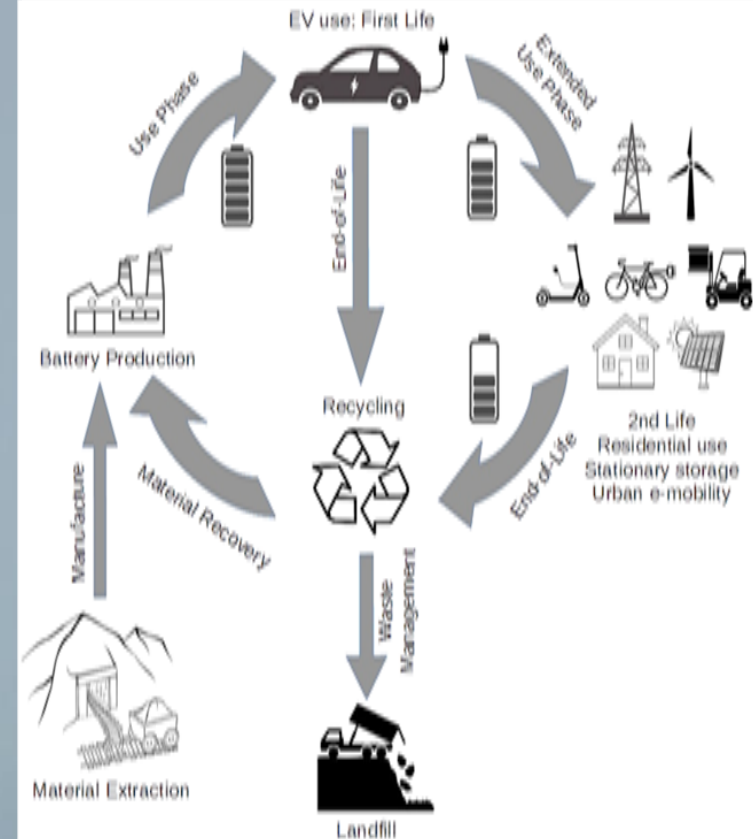 EV use: First Life
Use Phase
Extended
Use Phase
End-of-Life
Battery Production
Recycling
2nd Life
Residential use
Stationary storage
Urban e-mobility
End-of-Life
Manufacture
Material Recovery
Waste
Management
Material Extraction
Landfill